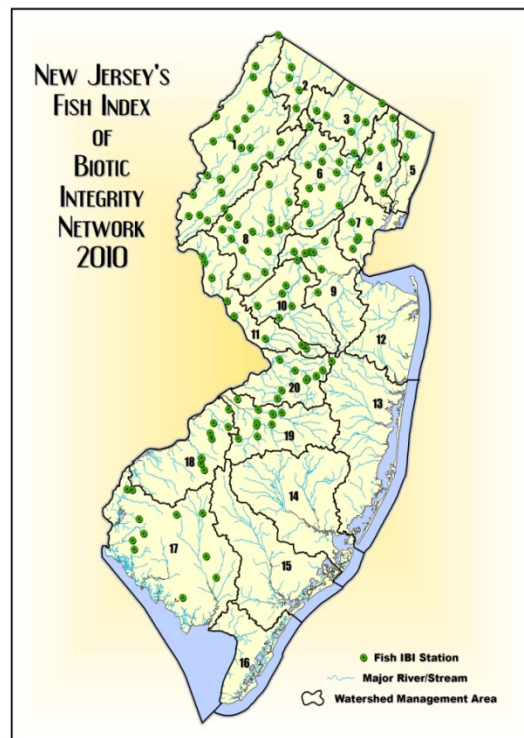 New Jersey's
Fish Index
of
Biotic
Integrity
Network
2010
1
2
3
4
5
6
7
8
9
10
11
12
20
13
19
18
14
17
15
16
Fish IBI Station
Major River/Stream
Watershed Management Area